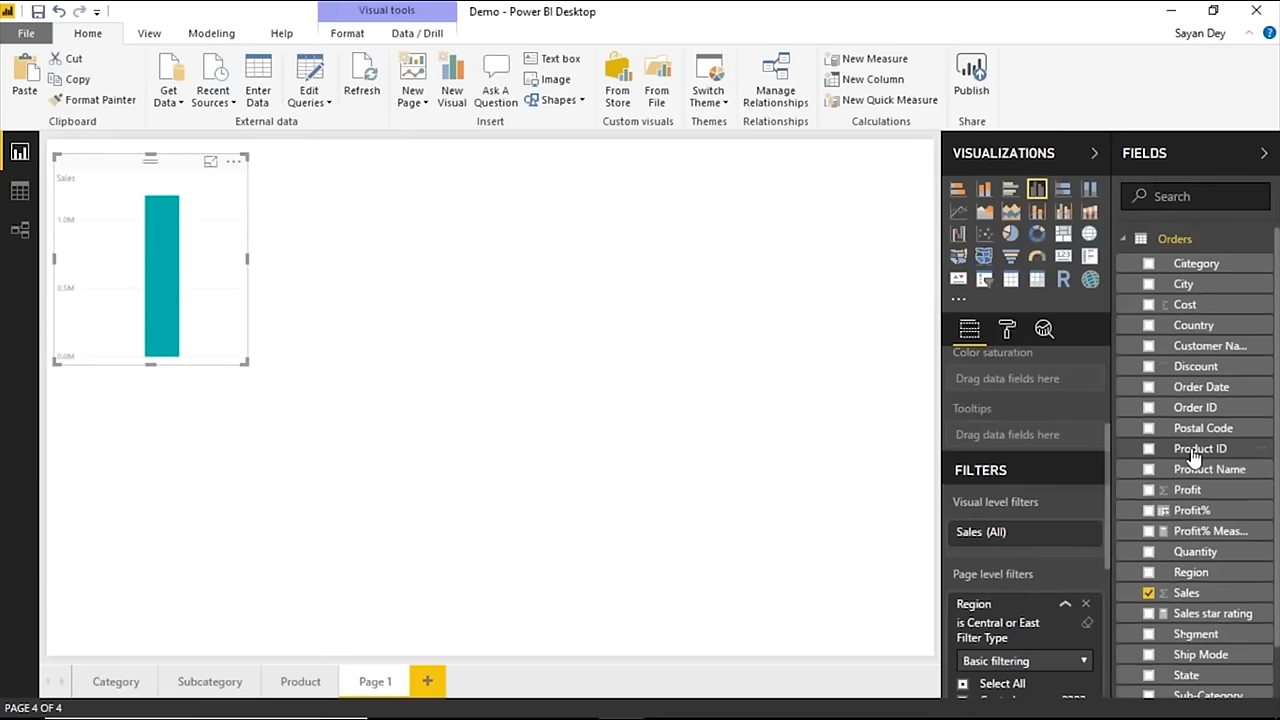 Visual tools
Demo - Power BI Desktop
File
Home
View
Modeling
Help
Format
Data / Drill
Sayan Dey
Paste
Cut
Copy
Format Painter
Clipboard
Get Data
Recent Sources
Enter Data
Edit Queries
Refresh
External data
New Page
New Visual
Ask A Question
Text box
Image
Shapes
Insert
From Store
From File
Custom visuals
Switch Theme
Themes
Manage Relationships
Relationships
New Measure
New Column
New Quick Measure
Calculations
Publish
Share
Sales
1.0M
0.5M
0.0M
VISUALIZATIONS
R
123
Color saturation
Drag data fields here
Tooltips
Drag data fields here
FILTERS
Visual level filters
Sales (All)
Page level filters
Region
is Central or East
Filter Type
Basic filtering
Select All
FIELDS
Search
Orders
Category
City
Cost
Country
Customer Na...
Discount
Order Date
Order ID
Postal Code
Product ID
Product Name
Profit
Profit%
Profit% Meas...
Quantity
Region
Sales
Sales star rating
Segment
Ship Mode
State
Sub-Category
Category
Subcategory
Product
Page 1
PAGE 4 OF 4